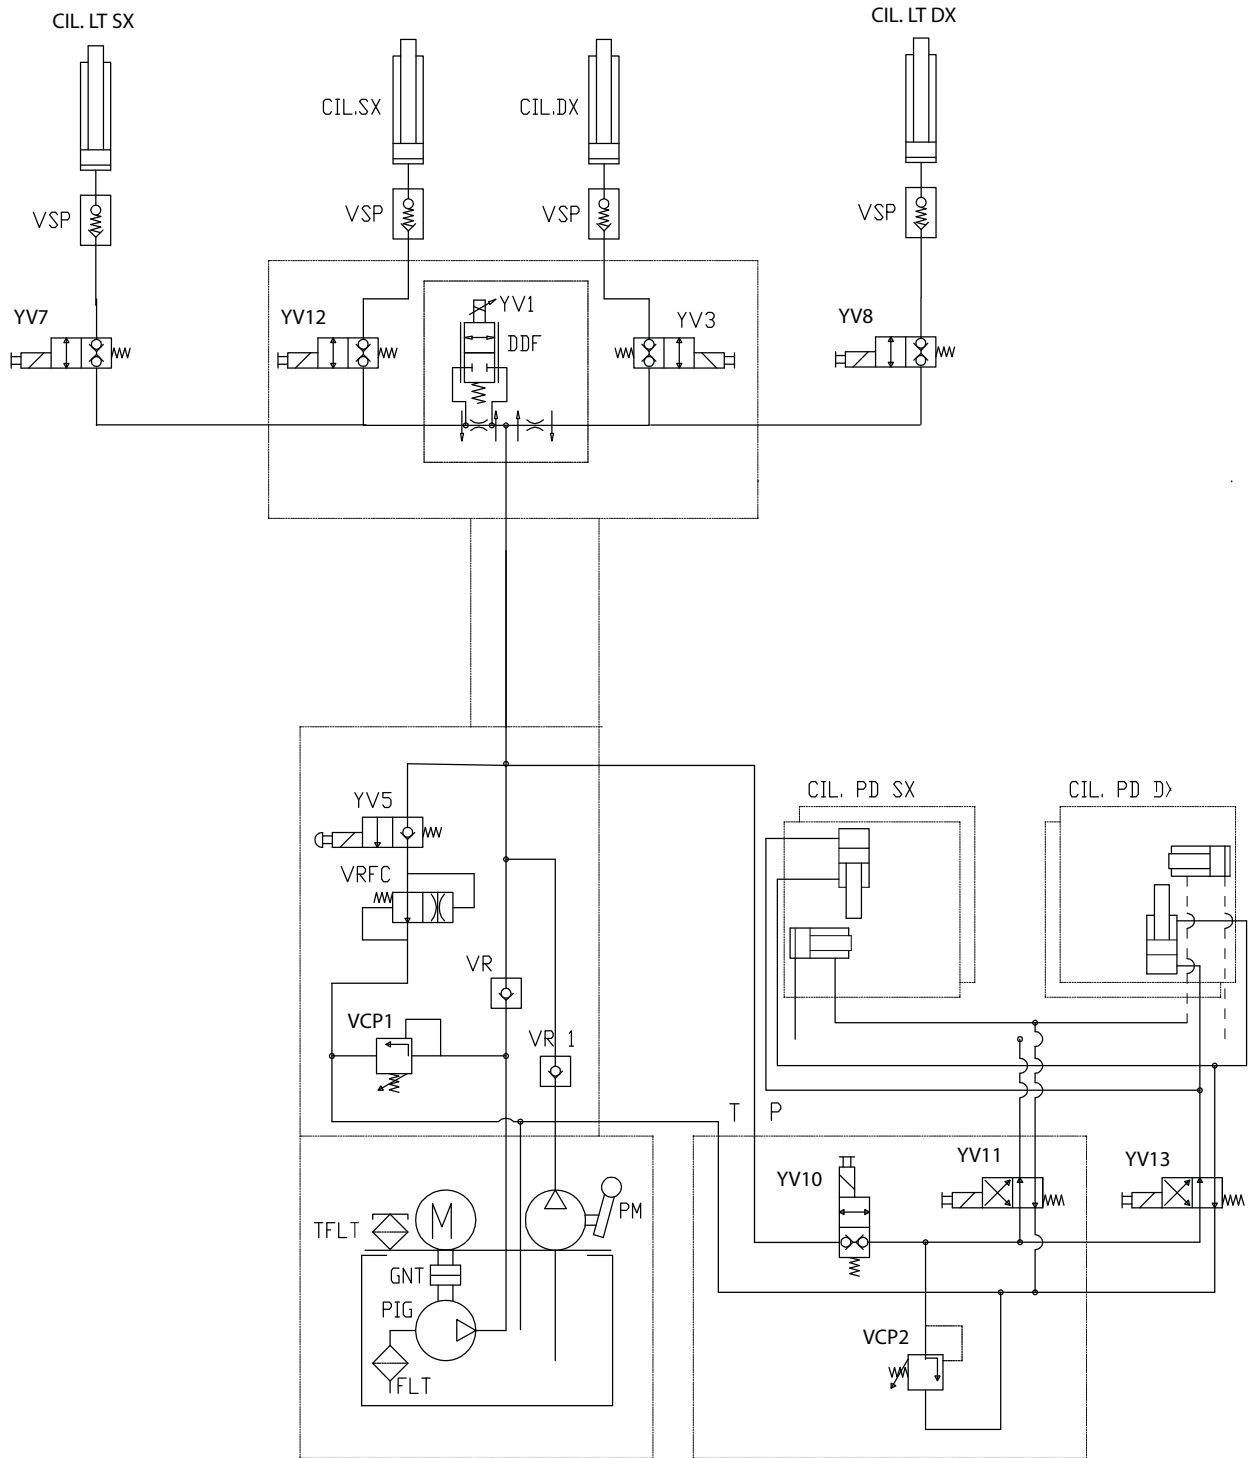 CIL. LT SX
CIL. LT DX
CIL.SX
CIL.DX
VSP
VSP
VSP
VSP
YV1
YV7
YV12
YV3
YV8
DDF
YV5
CIL. PD SX
CIL. PD D
VRFC
VR
VCP1
VR 1
T P
YV10
YV11
YV13
M
PM
TFLT
GNT
PIG
VCP2
TFLT